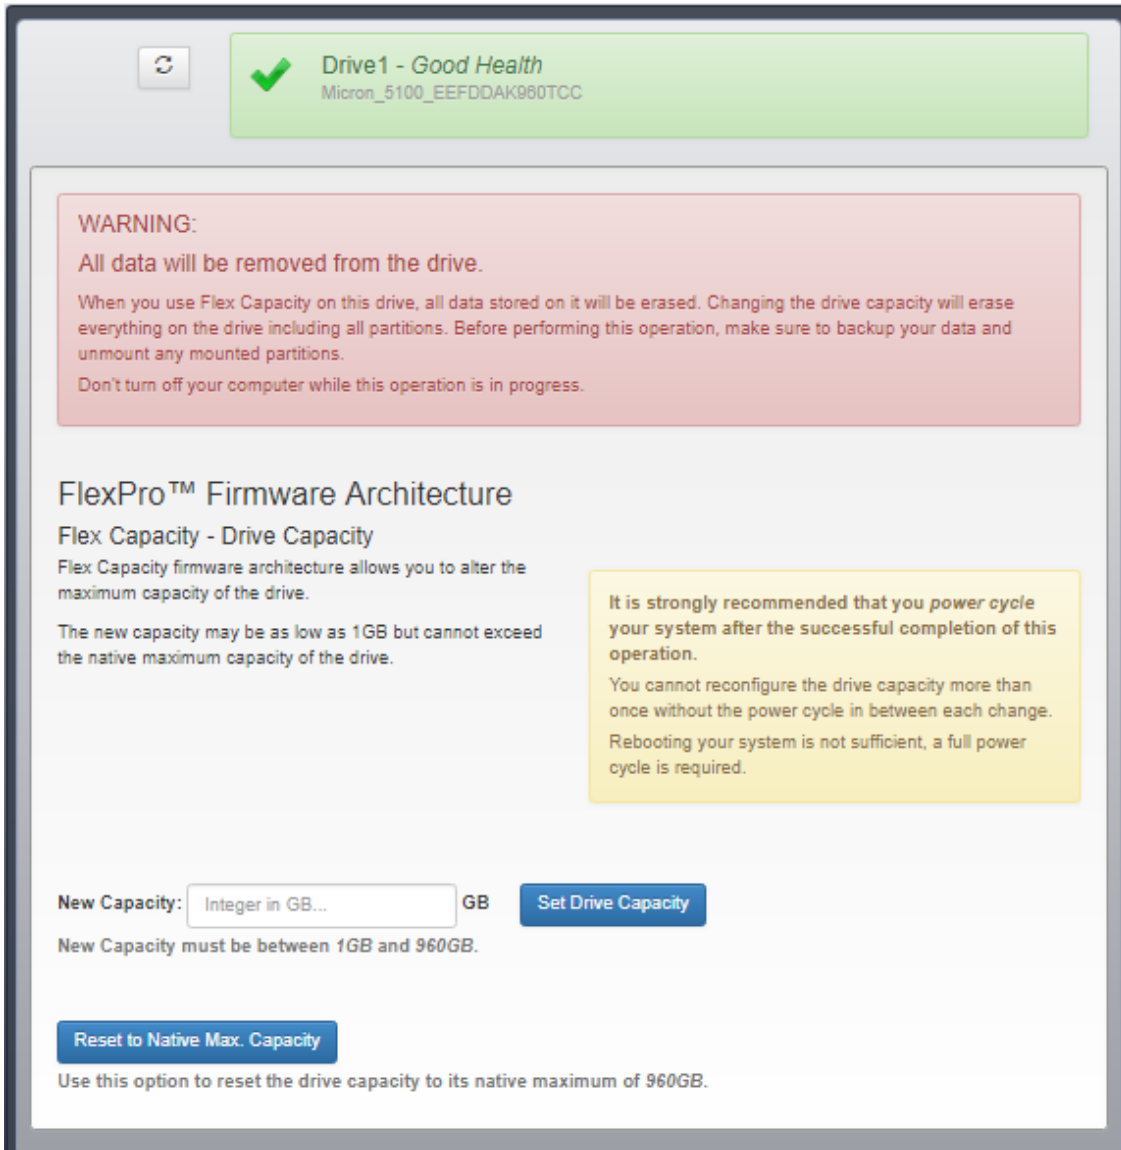 Drive1 - Good Health
Micron_5100_EEFDDAK960TCC
WARNING:
All data will be removed from the drive.
When you use Flex Capacity on this drive, all data stored on it will be erased. Changing the drive capacity will erase
everything on the drive including all partitions. Before performing this operation, make sure to backup your data and
unmount any mounted partitions.
Don't turn off your computer while this operation is in progress.
FlexPro™ Firmware Architecture
Flex Capacity - Drive Capacity
Flex Capacity firmware architecture allows you to alter the
maximum capacity of the drive.
The new capacity may be as low as 1GB but cannot exceed
the native maximum capacity of the drive.
It is strongly recommended that you power cycle
your system after the successful completion of this
operation.
You cannot reconfigure the drive capacity more than
once without the power cycle in between each change.
Rebooting your system is not sufficient, a full power
cycle is required.
New Capacity: Integer in GB... GB Set Drive Capacity
New Capacity must be between 1GB and 960GB.
Reset to Native Max. Capacity
Use this option to reset the drive capacity to its native maximum of 960GB.